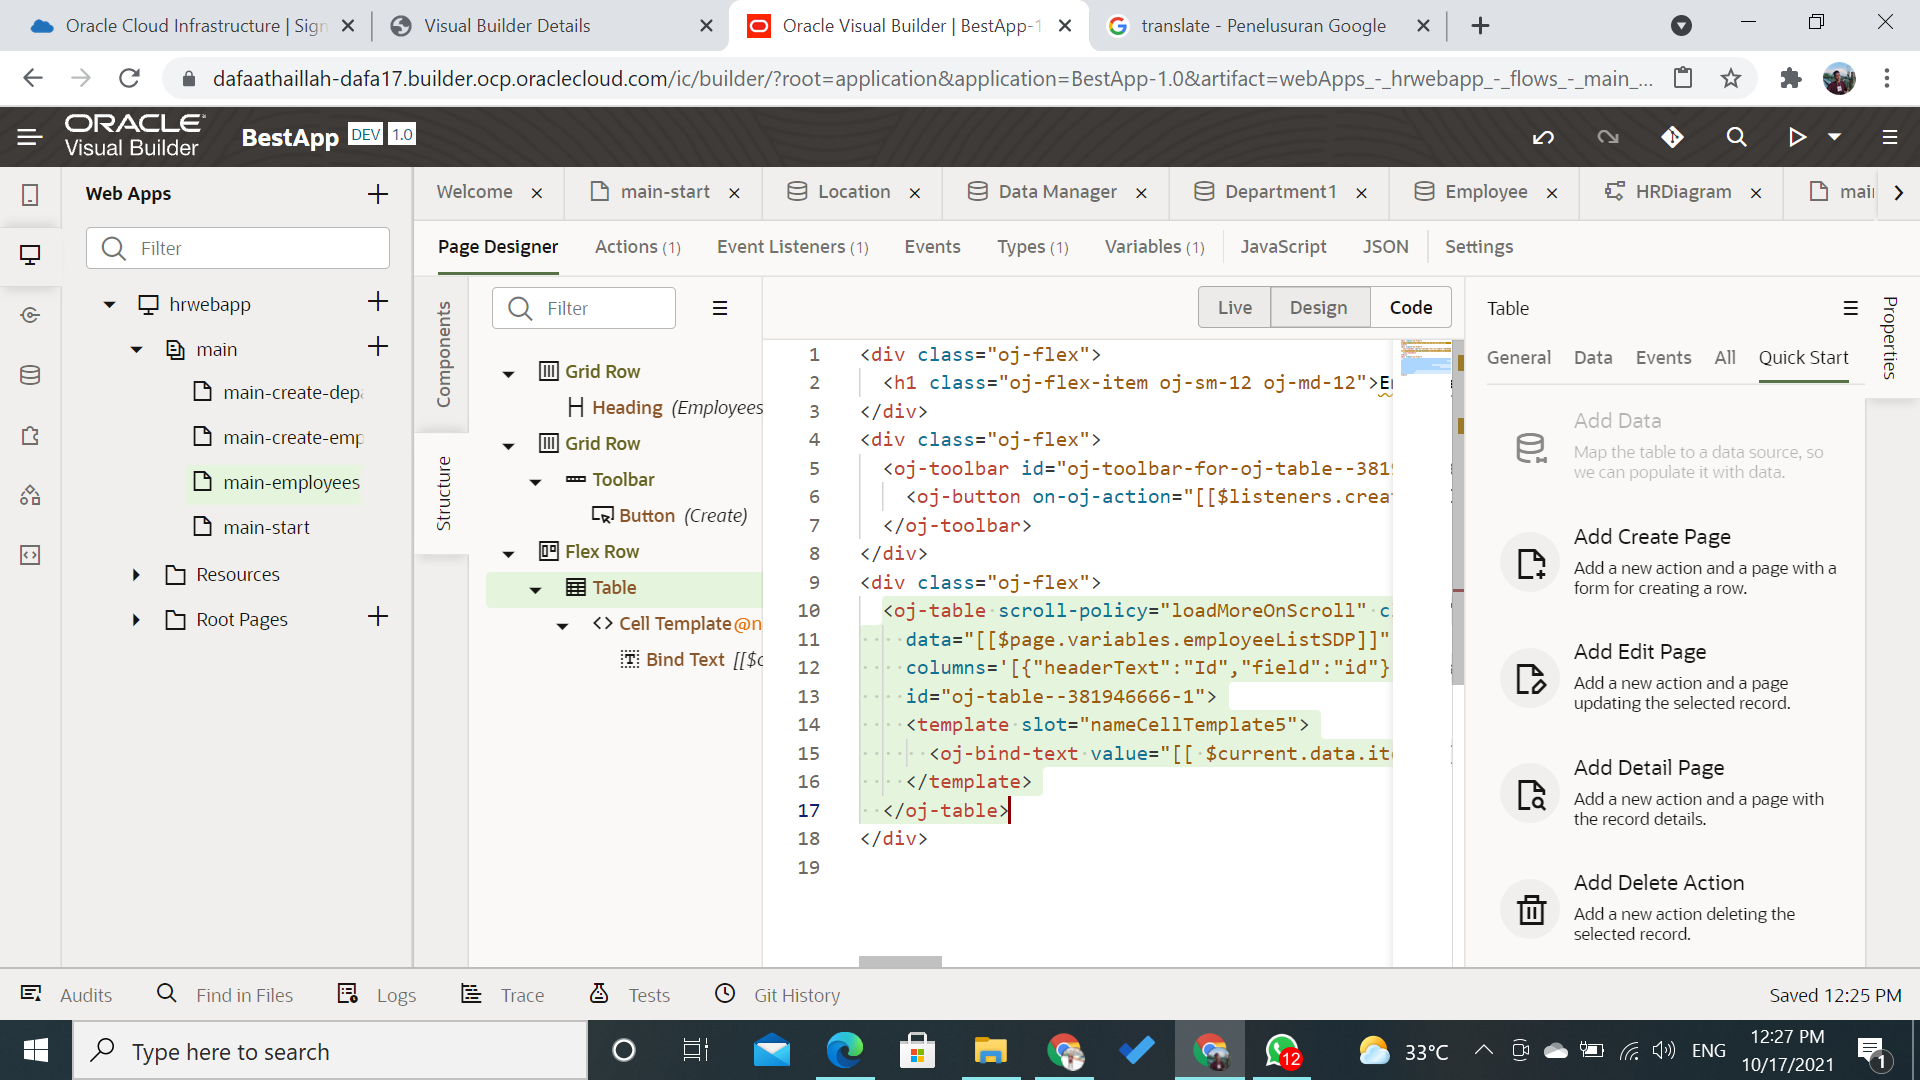 Oracle Cloud Infrastructure | Sign
Visual Builder Details
Oracle Visual Builder | BestApp-1
translate - Penelusuran Google
dafaathaillah-dafa17.builder.ocp.oraclecloud.com/ic/builder/?root=application&application=BestApp-1.0&artifact=webApps_-_hrwebapp_-_flows_-_main_...
ORACLE
Visual Builder
BestApp DEV 1.0
Web Apps
Welcome
main-start
Location
Data Manager
Department1
Employee
HRDiagram
main
Filter
Page Designer
Actions (1)
Event Listeners (1)
Events
Types (1)
Variables (1)
JavaScript
JSON
Settings
hrwebapp
main
main-create-depa
main-create-emp
main-employees
main-start
Resources
Root Pages
Components
Structure
Filter
Grid Row
Heading (Employees
Grid Row
Toolbar
Button (Create)
Flex Row
Table
Cell Template@n
Bind Text [[$c
Live
Design
Code
1 <div class="oj-flex">
2 <h1 class="oj-flex-item oj-sm-12 oj-md-12">Em
3 </div>
4 <div class="oj-flex">
5 <oj-toolbar id="oj-toolbar-for-oj-table--3819
6 <oj-button on-oj-action="[[$listeners.creat
7 </oj-toolbar>
8 </div>
9 <div class="oj-flex">
10 <oj-table scroll-policy="loadMoreOnScroll" cl
11 data="[[$page.variables.employeeListSDP]]"
12 columns='[{"headerText":"Id","field":"id"}
13 id="oj-table--381946666-1">
14 <template slot="nameCellTemplate5">
15 <oj-bind-text value="[[ $current.data.ite
16 </template>
17 </oj-table>
18 </div>
19
Table
Properties
General
Data
Events
All
Quick Start
Add Data
Map the table to a data source, so
we can populate it with data.
Add Create Page
Add a new action and a page with a
form for creating a row.
Add Edit Page
Add a new action and a page
updating the selected record.
Add Detail Page
Add a new action and a page with
the record details.
Add Delete Action
Add a new action deleting the
selected record.
Audits
Find in Files
Logs
Trace
Tests
Git History
Saved 12:25 PM
Type here to search
12
33°C
ENG
12:27 PM
10/17/2021
1